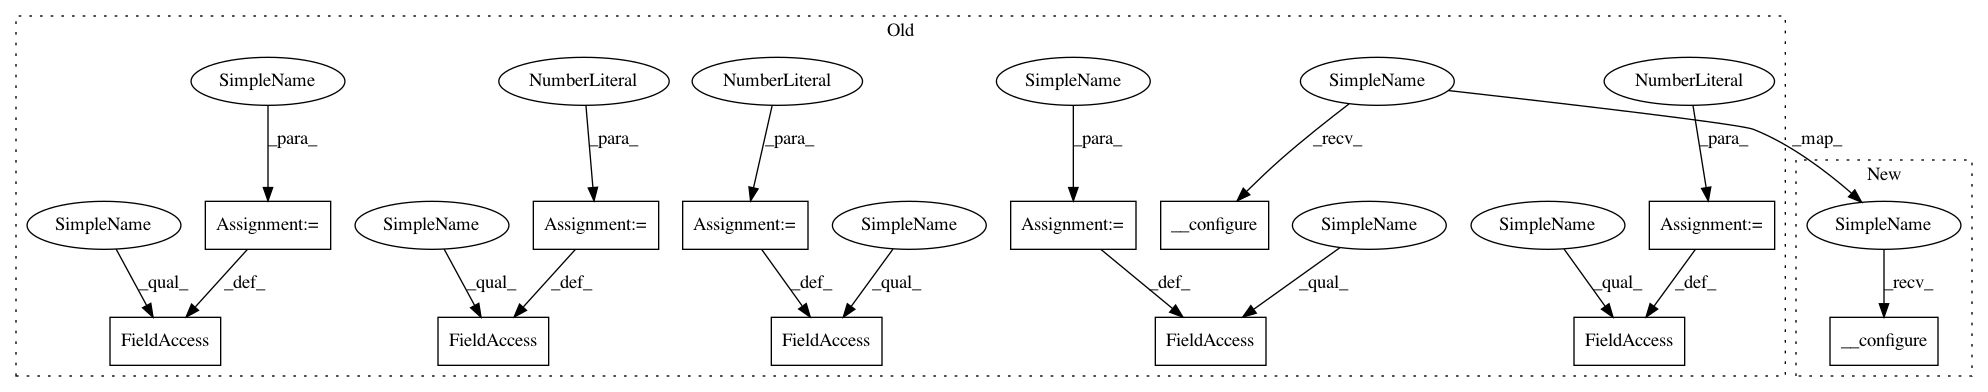 Old
SimpleName NumberLiteral NumberLiteral SimpleName SimpleName NumberLiteral
_para_ _para_ _para_ _para_ _recv_ _para_ _map_
New
SimpleName Assignment:= SimpleName Assignment:= Assignment:= SimpleName Assignment:= __configure SimpleName SimpleName Assignment:= SimpleName
_qual_ _def_ _qual_ _def_ _def_ _qual_ _def_ _qual_ _qual_ _def_ _recv_
FieldAccess FieldAccess FieldAccess FieldAccess FieldAccess __configure